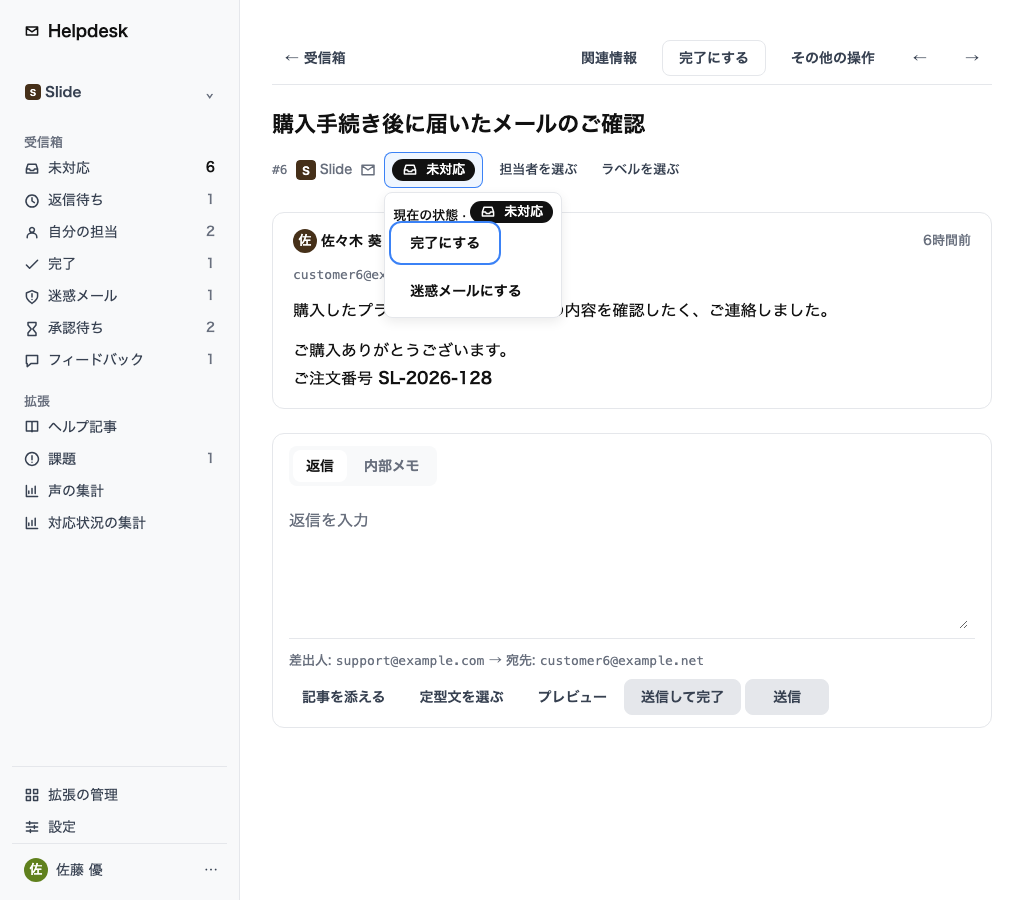 Helpdesk
S Slide
受信箱
未対応 6
返信待ち 1
自分の担当 2
完了 1
迷惑メール 1
承認待ち 2
フィードバック 1
拡張
ヘルプ記事
課題 1
声の集計
対応状況の集計
拡張の管理
設定
佐 佐藤 優 ···
← 受信箱 関連情報 完了にする その他の操作 ← →
購入手続き後に届いたメールのご確認
#6 S Slide 未対応 担当者を選ぶ ラベルを選ぶ
現在の状態 · 未対応
完了にする
迷惑メールにする
佐 佐々木 葵 6時間前
customer6@ex
購入したプラ の内容を確認したく、ご連絡しました。
ご購入ありがとうございます。
ご注文番号 SL-2026-128
返信 内部メモ
返信を入力
差出人: support@example.com → 宛先: customer6@example.net
記事を添える 定型文を選ぶ プレビュー 送信して完了 送信